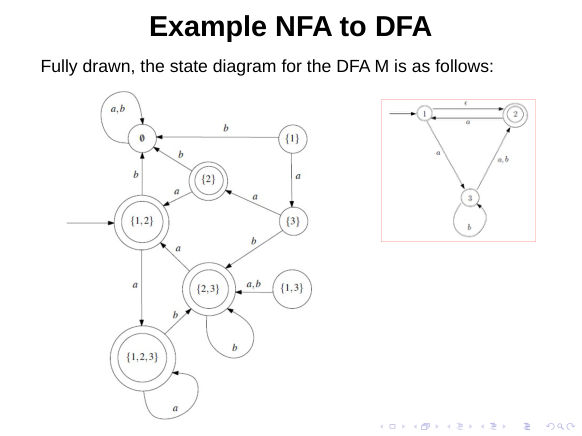 Example NFA to DFA
Fully drawn, the state diagram for the DFA M is as follows:
a,b
∅
b
{1}
b
b
{2}
a
a
a
{1,2}
{3}
a
b
a
{2,3}
a,b
{1,3}
b
b
{1,2,3}
a
1
ε
a
2
a
a,b
3
b